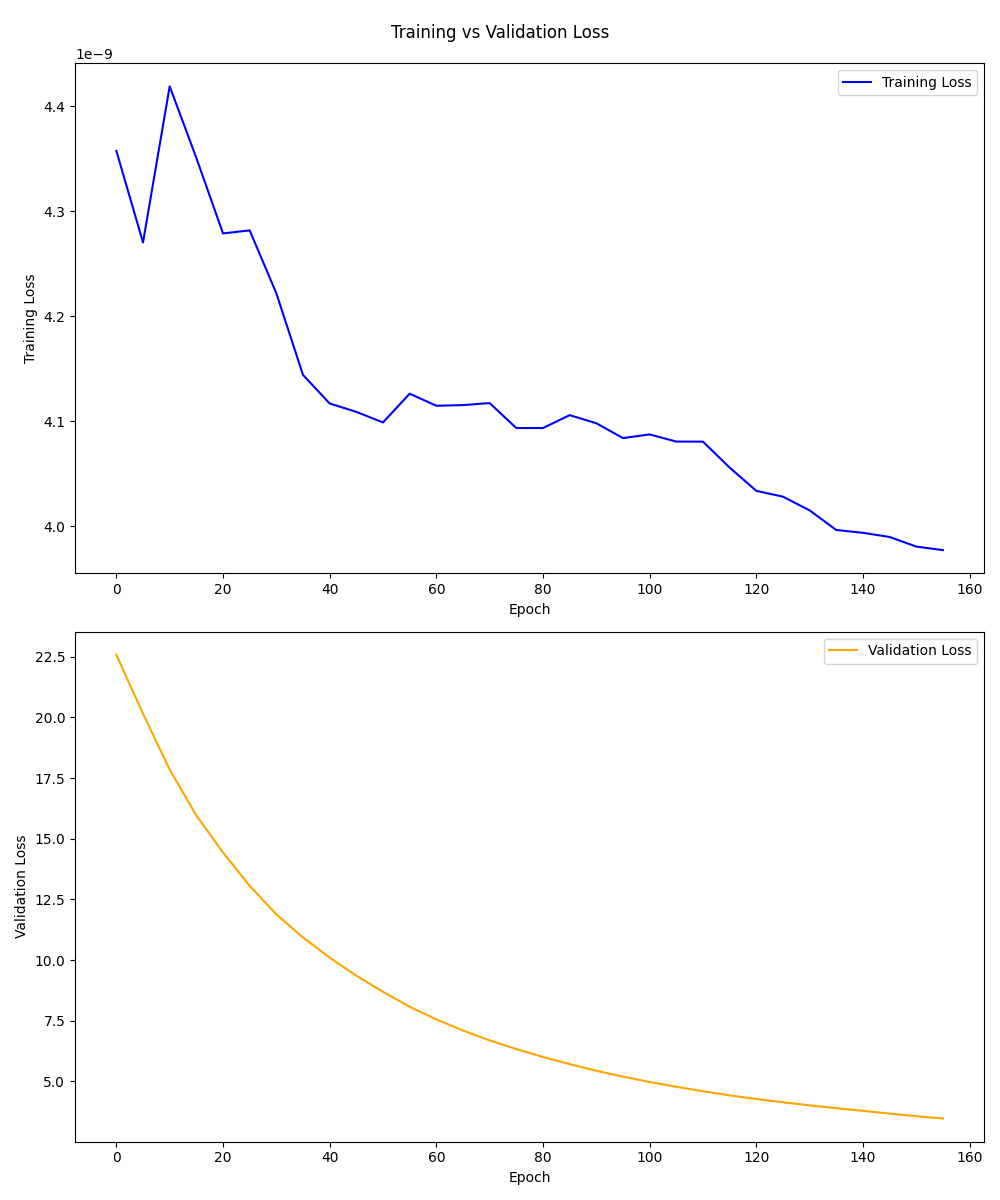 Training vs Validation Loss
1e−9
Training Loss
4.4
4.3
4.2
4.1
4.0
Training Loss
0 20 40 60 80 100 120 140 160
Epoch
Validation Loss
22.5
20.0
17.5
15.0
12.5
10.0
7.5
5.0
Validation Loss
0 20 40 60 80 100 120 140 160
Epoch